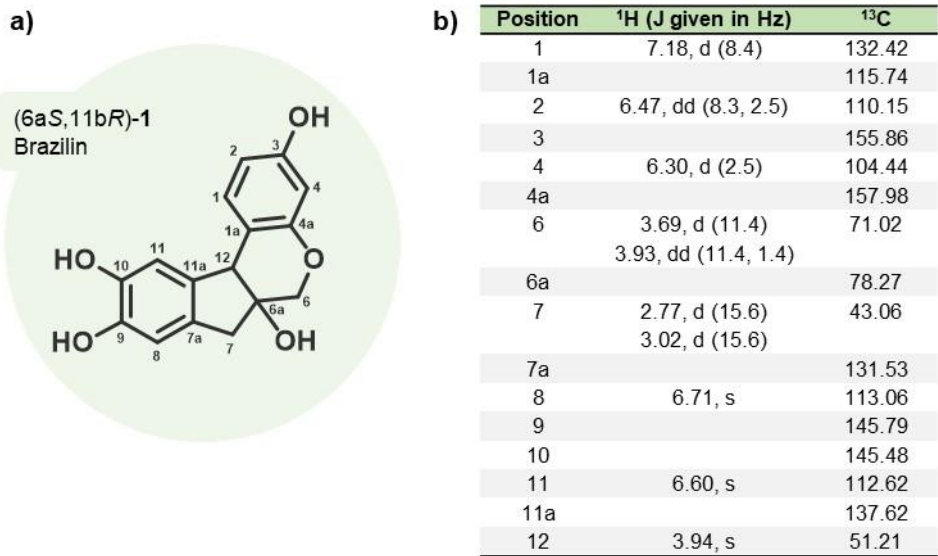 a)
(6aS,11bR)-1
Brazilin
OH
2
3
4
1
1a
4a
HO
10
11
11a
12
O
6
6a
HO
9
8
7a
7
OH
b)
Position ¹H (J given in Hz) ¹³C
1 7.18, d (8.4) 132.42
1a 115.74
2 6.47, dd (8.3, 2.5) 110.15
3 155.86
4 6.30, d (2.5) 104.44
4a 157.98
6 3.69, d (11.4) 71.02
3.93, dd (11.4, 1.4)
6a 78.27
7 2.77, d (15.6) 43.06
3.02, d (15.6)
7a 131.53
8 6.71, s 113.06
9 145.79
10 145.48
11 6.60, s 112.62
11a 137.62
12 3.94, s 51.21